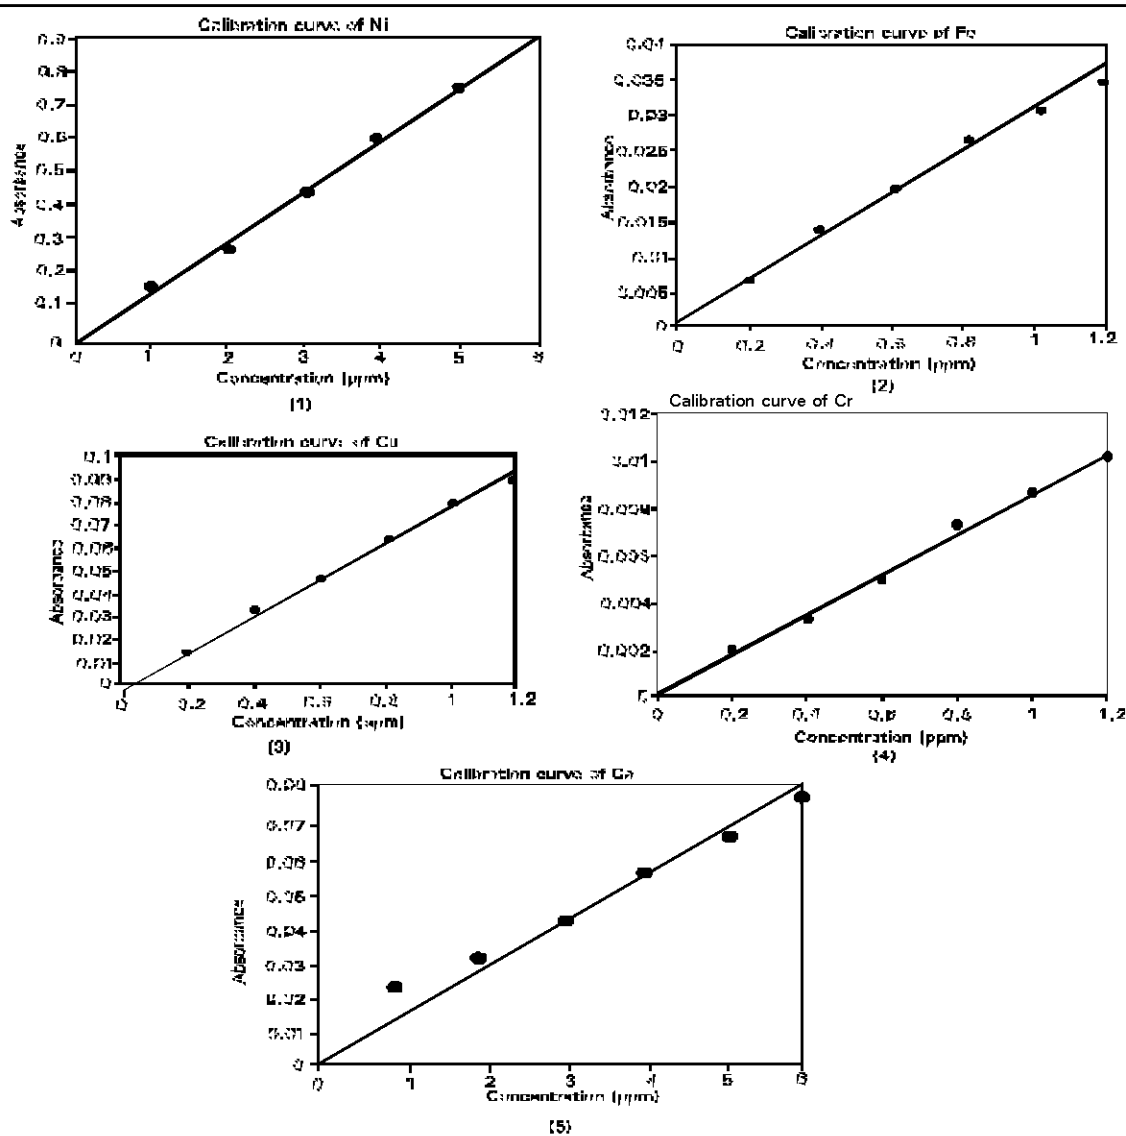 Calibration curve of Ni
0.9
0.8
0.7
0.6
0.5
0.4
0.3
0.2
0.1
0
Absorbance
0 1 2 3 4 5 6
Concentration (ppm)
(1)
Calibration curve of Fe
0.04
0.035
0.03
0.025
0.02
0.015
0.01
0.005
0
Absorbance
0 0.2 0.4 0.6 0.8 1 1.2
Concentration (ppm)
(2)
Calibration curve of Cu
0.1
0.09
0.08
0.07
0.06
0.05
0.04
0.03
0.02
0.01
0
Absorbance
0 0.2 0.4 0.6 0.8 1 1.2
Concentration (ppm)
(3)
Calibration curve of Cr
0.012
0.01
0.006
0.004
0.002
0
Absorbance
0 0.2 0.4 0.6 0.8 1 1.2
Concentration (ppm)
(4)
Calibration curve of
0.08
0.07
0.06
0.05
0.04
0.03
0.02
0.01
0
Absorbance
0 1 2 3 4 5 6
Concentration (ppm)
(5)